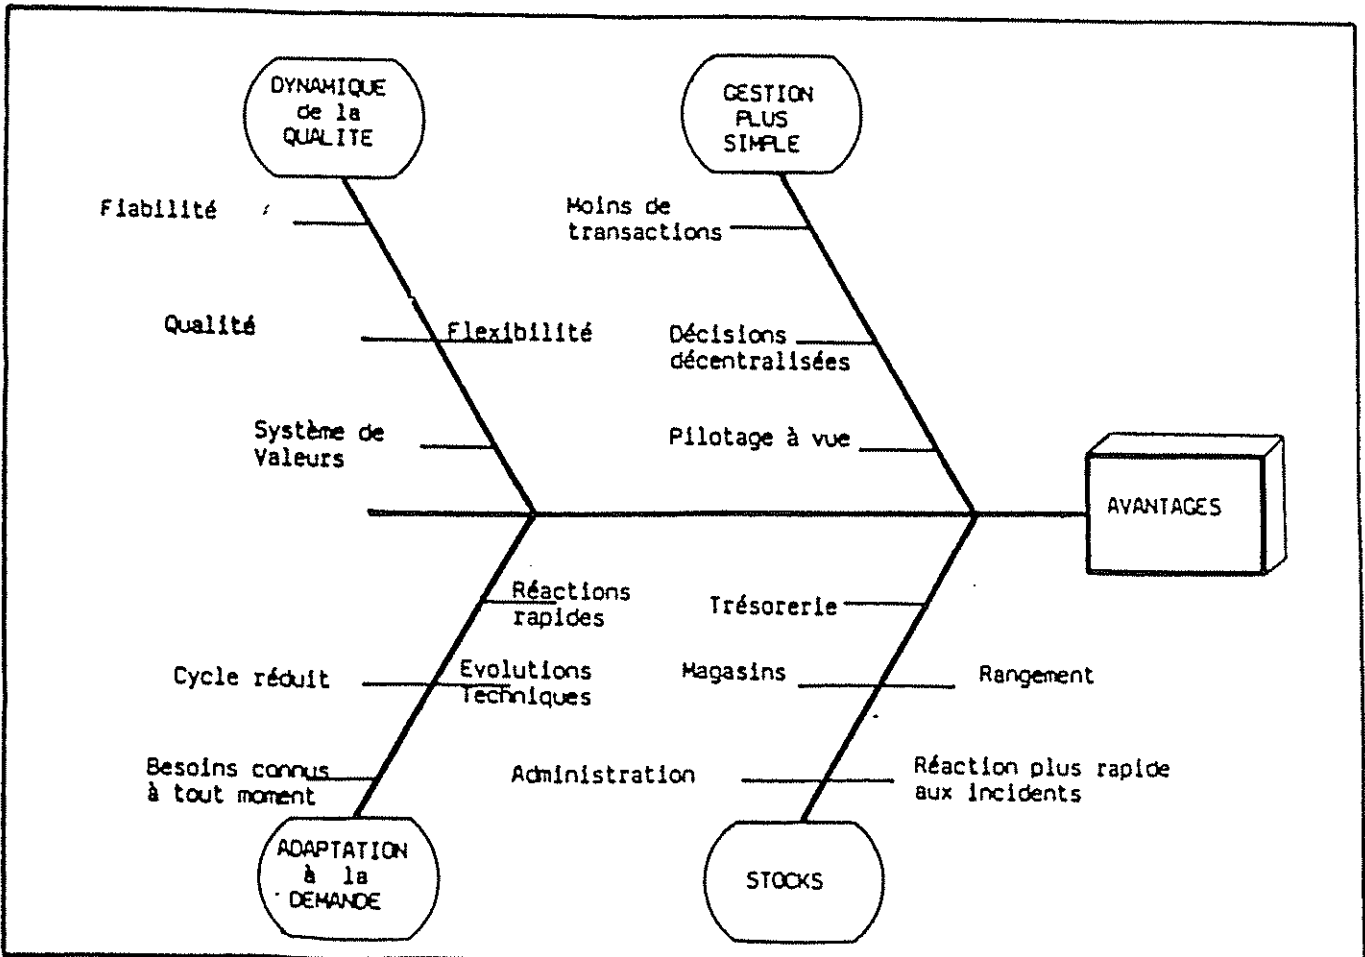 DYNAMIQUE
de la
QUALITE
GESTION
PLUS
SIMPLE
Fiabilité
Moins de
transactions
Qualité
Flexibilité
Décisions
décentralisées
Système de
Valeurs
Pilotage à vue
AVANTAGES
Réactions
rapides
Trésorerie
Cycle réduit
Evolutions
Techniques
Magasins
Rangement
Besoins connus
à tout moment
Administration
Réaction plus rapide
aux incidents
ADAPTATION
à la
DEMANDE
STOCKS